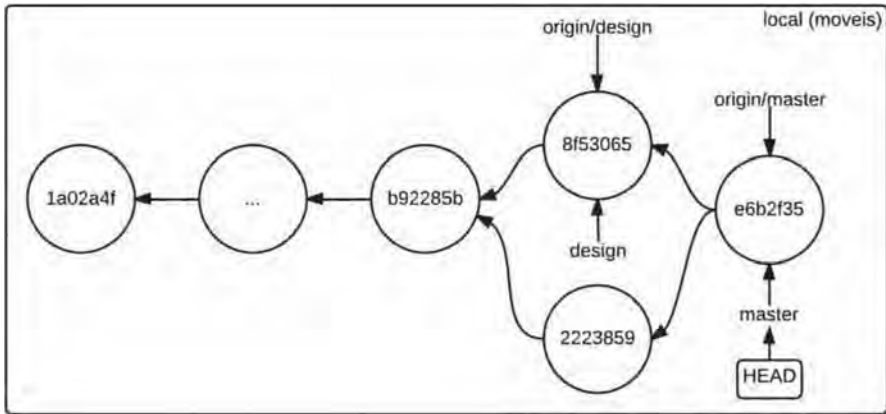 local (moveis)
origin/design
origin/master
8f53065
1a02a4f
...
b92285b
e6b2f35
design
2223859
master
HEAD